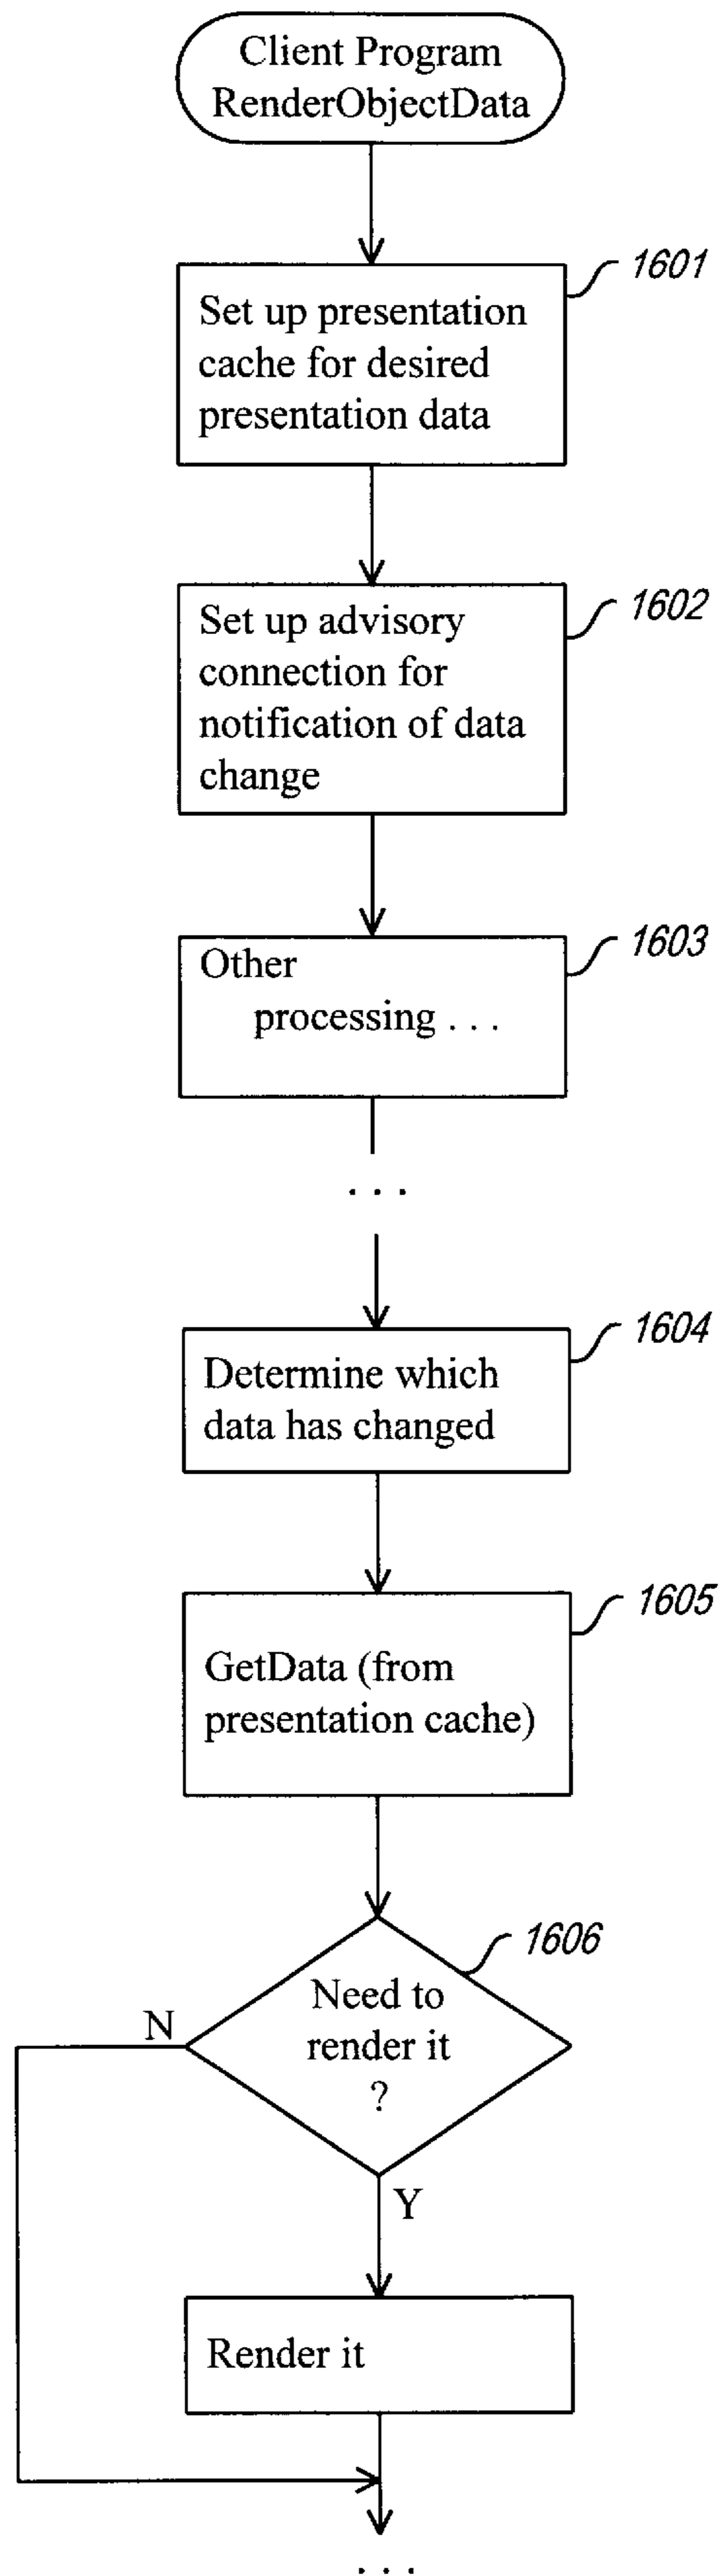 Client Program
RenderObjectData
1601
Set up presentation
cache for desired
presentation data
1602
Set up advisory
connection for
notification of data
change
1603
Other
processing . . .
. . .
1604
Determine which
data has changed
1605
GetData (from
presentation cache)
1606
Need to
render it
?
N
Y
Render it
. . .